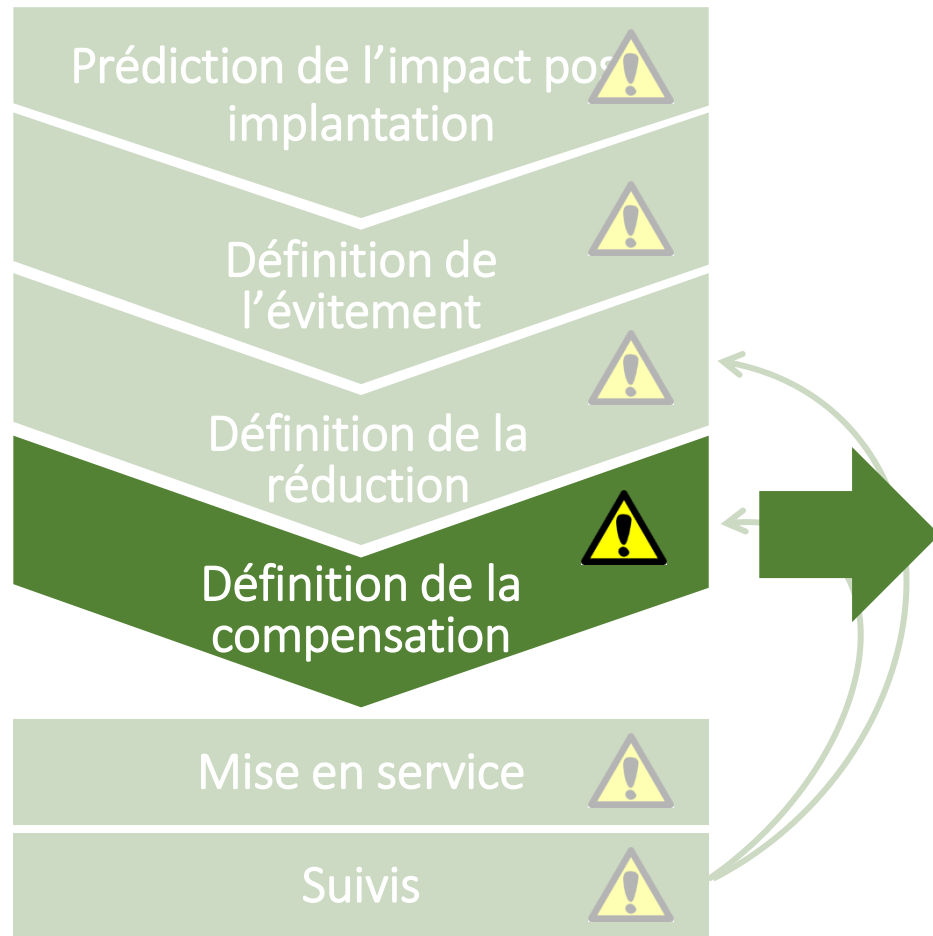 Prédiction de l’impact pos
implantation
Définition de
l’évitement
Définition de la
réduction
Définition de la
compensation
Mise en service
Suivis